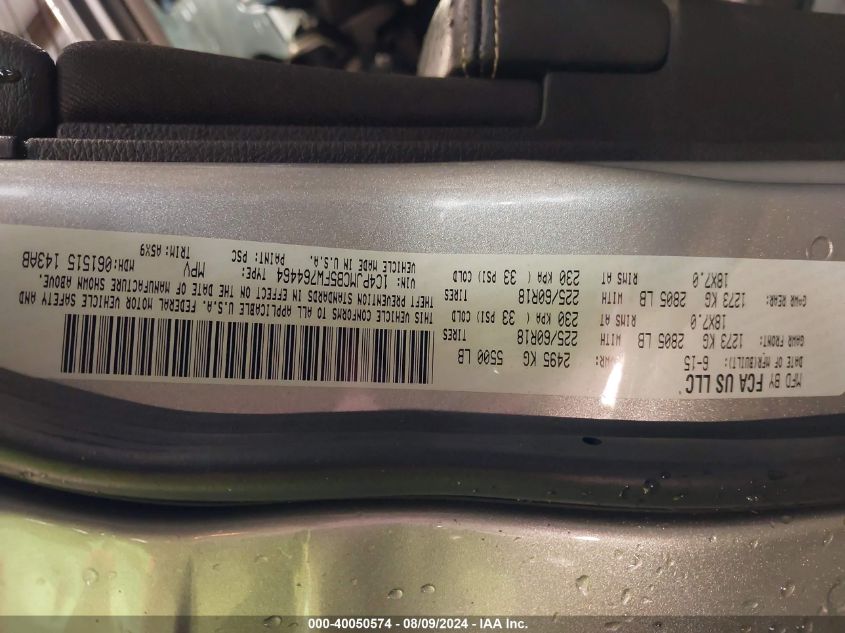 MFD BY FCA US LLC
DATE OF MFR(BUILT): 6-15 GVWR: 2495 KG 5500 LB
GAWR FRONT: 1273 KG 2805 LB WITH 225/60R18 TIRES
18X7.0 RIMS AT 230 KPA ( 33 PSI) COLD
GAWR REAR: 1273 KG 2805 LB WITH 225/60R18 TIRES
18X7.0 RIMS AT 230 KPA ( 33 PSI) COLD
THIS VEHICLE CONFORMS TO ALL APPLICABLE U.S.A. FEDERAL MOTOR VEHICLE SAFETY AND
THEFT PREVENTION STANDARDS IN EFFECT ON THE DATE OF MANUFACTURE SHOWN ABOVE.
VIN: 1C4PJMCB5FW764464 TYPE: MPV MDH:061515 143AB
VEHICLE MADE IN U.S.A. PAINT: PSC TRIM:A5X9
000-40050574 - 08/09/2024 - IAA Inc.